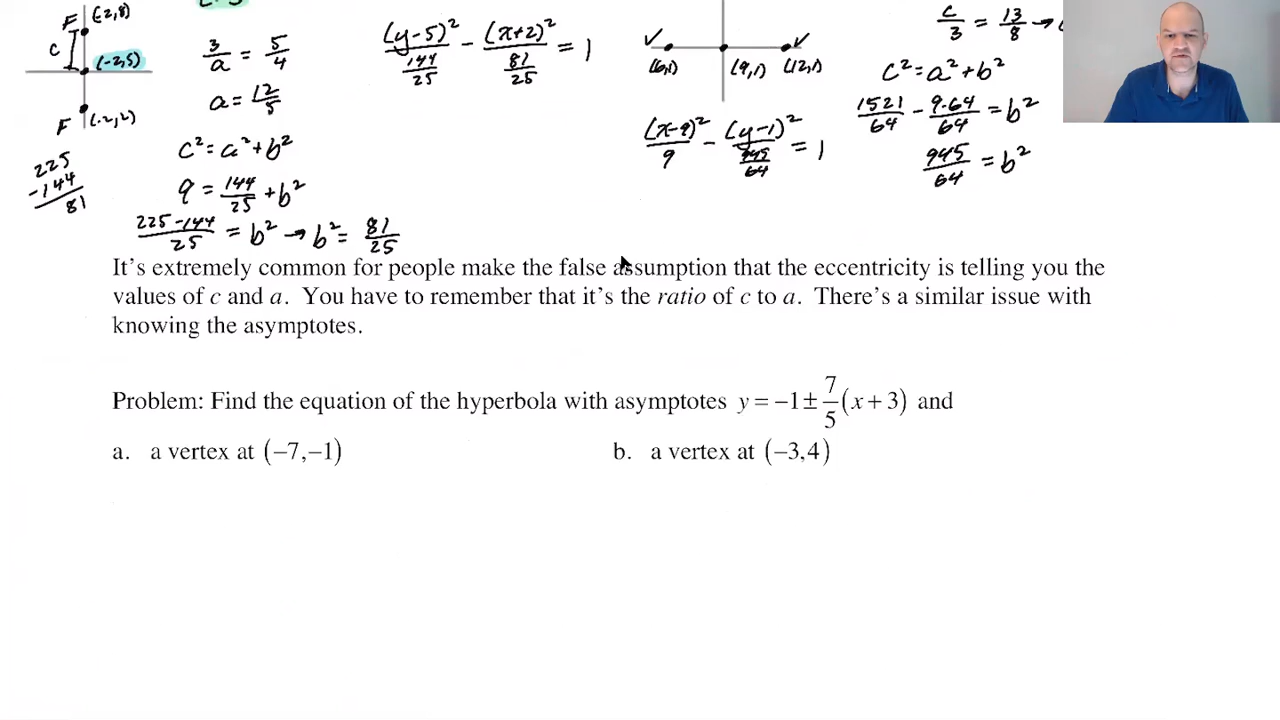 F (-2,8)
c
(-2,5)
F (-2,2)
3/a = 5/4
a = 12/5
c² = a² + b²
9 = 144/25 + b²
225
-144
81
(225-144)/25 = b² → b² = 81/25
(y-5)²/(144/25) - (x+2)²/(81/25) = 1
V V
(6,1) (9,1) (12,1)
(x-9)²/9 - (y-1)²/(945/64) = 1
c/3 = 13/8 →
c² = a² + b²
1521/64 - 9·64/64 = b²
945/64 = b²
It's extremely common for people make the false assumption that the eccentricity is telling you the
values of c and a. You have to remember that it's the ratio of c to a. There's a similar issue with
knowing the asymptotes.
Problem: Find the equation of the hyperbola with asymptotes y = −1 ± 7/5 (x + 3) and
a. a vertex at (−7,−1)
b. a vertex at (−3,4)